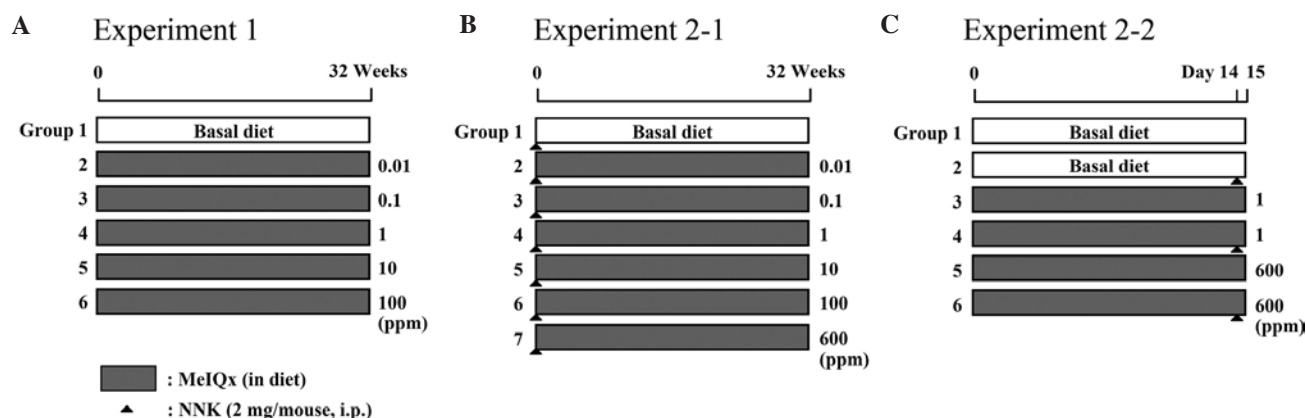 A Experiment 1
0 32 Weeks
Group 1 Basal diet
2 0.01
3 0.1
4 1
5 10
6 100
(ppm)
: MeIQx (in diet)
: NNK (2 mg/mouse, i.p.)
B Experiment 2-1
0 32 Weeks
Group 1 Basal diet
2 0.01
3 0.1
4 1
5 10
6 100
7 600
(ppm)
C Experiment 2-2
0 Day 14 15
Group 1 Basal diet
2 Basal diet
3 1
4 1
5 600
6 600
(ppm)